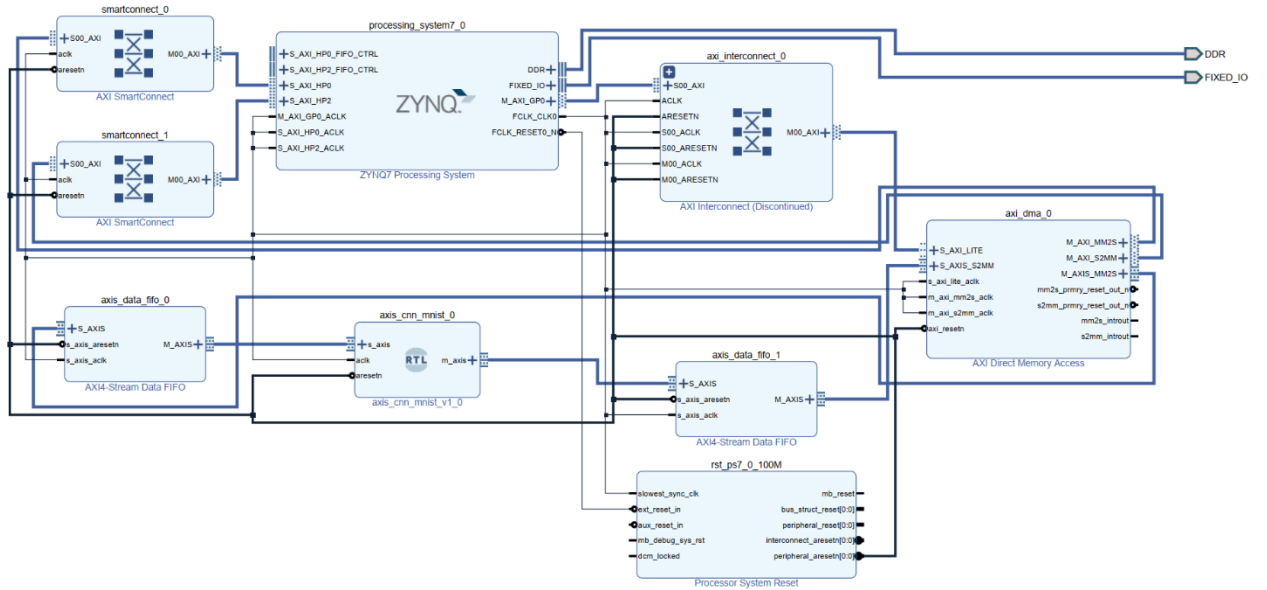 smartconnect_0
S00_AXI
aclk
aresetn
M00_AXI
AXI SmartConnect
smartconnect_1
S00_AXI
aclk
aresetn
M00_AXI
AXI SmartConnect
processing_system7_0
S_AXI_HP0_FIFO_CTRL
S_AXI_HP2_FIFO_CTRL
S_AXI_HP0
S_AXI_HP2
M_AXI_GP0_ACLK
S_AXI_HP0_ACLK
S_AXI_HP2_ACLK
ZYNQ
DDR
FIXED_IO
M_AXI_GP0
FCLK_CLK0
FCLK_RESET0_N
ZYNQ7 Processing System
axi_interconnect_0
S00_AXI
ACLK
ARESETN
S00_ACLK
S00_ARESETN
M00_ACLK
M00_ARESETN
M00_AXI
AXI Interconnect (Discontinued)
DDR
FIXED_IO
axi_dma_0
S_AXI_LITE
S_AXIS_S2MM
s_axi_lite_aclk
m_axi_mm2s_aclk
m_axi_s2mm_aclk
axi_resetn
M_AXI_MM2S
M_AXI_S2MM
M_AXIS_MM2S
mm2s_prmry_reset_out_n
s2mm_prmry_reset_out_n
mm2s_introut
s2mm_introut
AXI Direct Memory Access
axis_data_fifo_0
S_AXIS
s_axis_aresetn
s_axis_aclk
M_AXIS
AXI4-Stream Data FIFO
axis_cnn_mnist_0
s_axis
aclk
aresetn
RTL
m_axis
axis_cnn_mnist_v1_0
axis_data_fifo_1
S_AXIS
s_axis_aresetn
s_axis_aclk
M_AXIS
AXI4-Stream Data FIFO
rst_ps7_0_100M
slowest_sync_clk
ext_reset_in
aux_reset_in
mb_debug_sys_rst
dcm_locked
mb_reset
bus_struct_reset[0:0]
peripheral_reset[0:0]
interconnect_aresetn[0:0]
peripheral_aresetn[0:0]
Processor System Reset